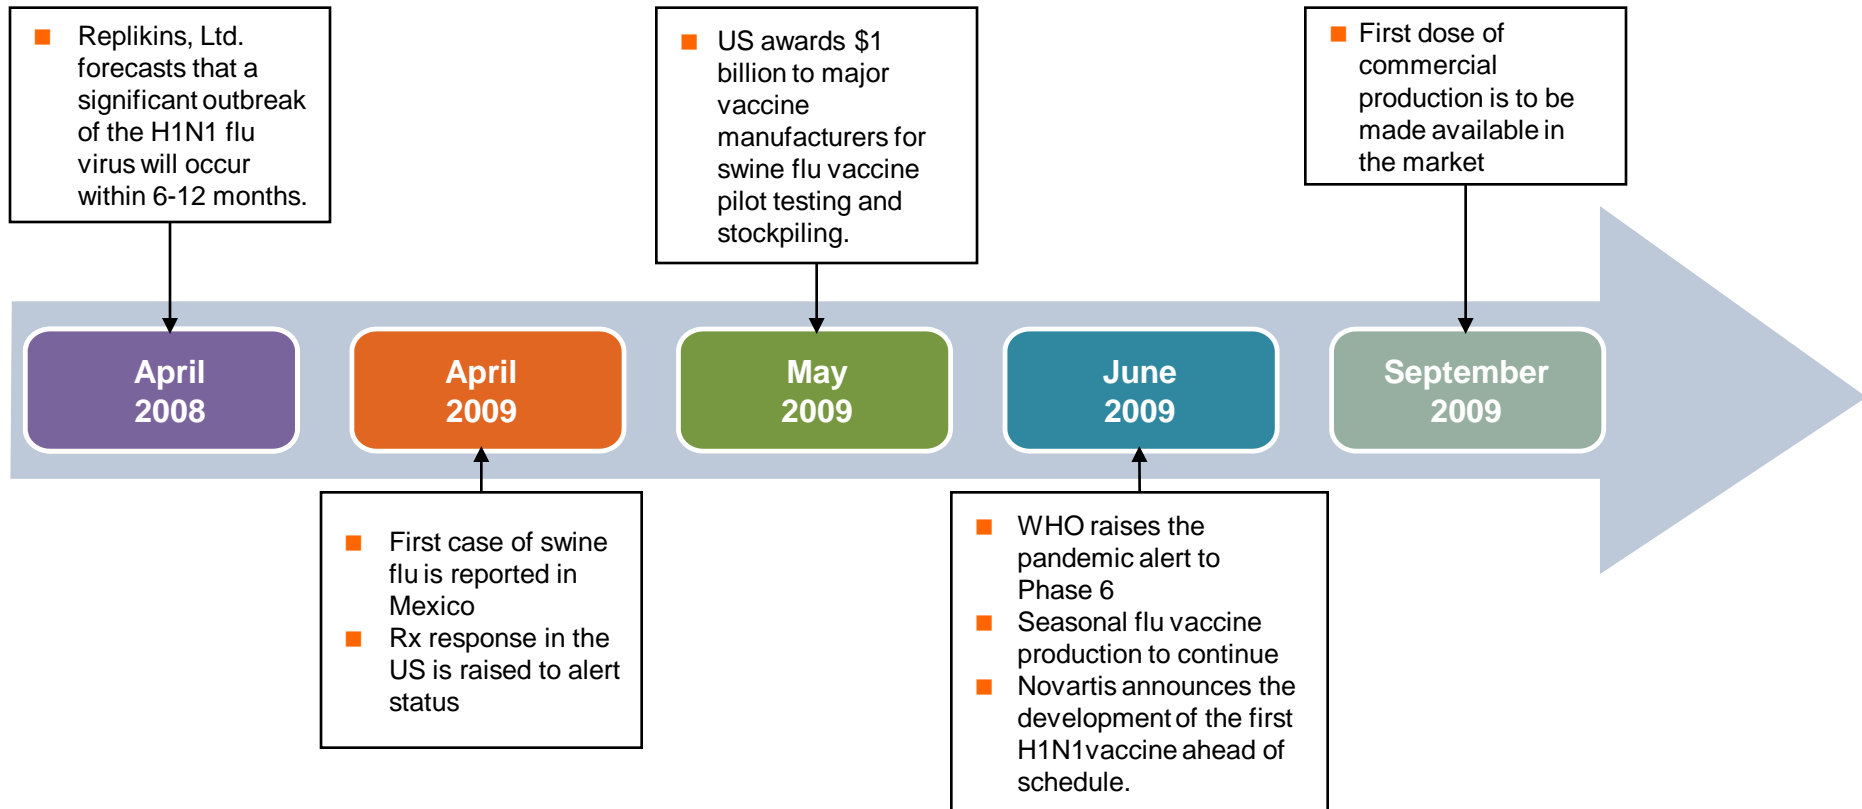 Replikins, Ltd.
forecasts that a
significant outbreak
of the H1N1 flu
virus will occur
within 6-12 months.
US awards $1
billion to major
vaccine
manufacturers for
swine flu vaccine
pilot testing and
stockpiling.
First dose of
commercial
production is to be
made available in
the market
April
2008
April
2009
May
2009
June
2009
September
2009
First case of swine
flu is reported in
Mexico
Rx response in the
US is raised to alert
status
WHO raises the
pandemic alert to
Phase 6
Seasonal flu vaccine
production to continue
Novartis announces the
development of the first
H1N1vaccine ahead of
schedule.